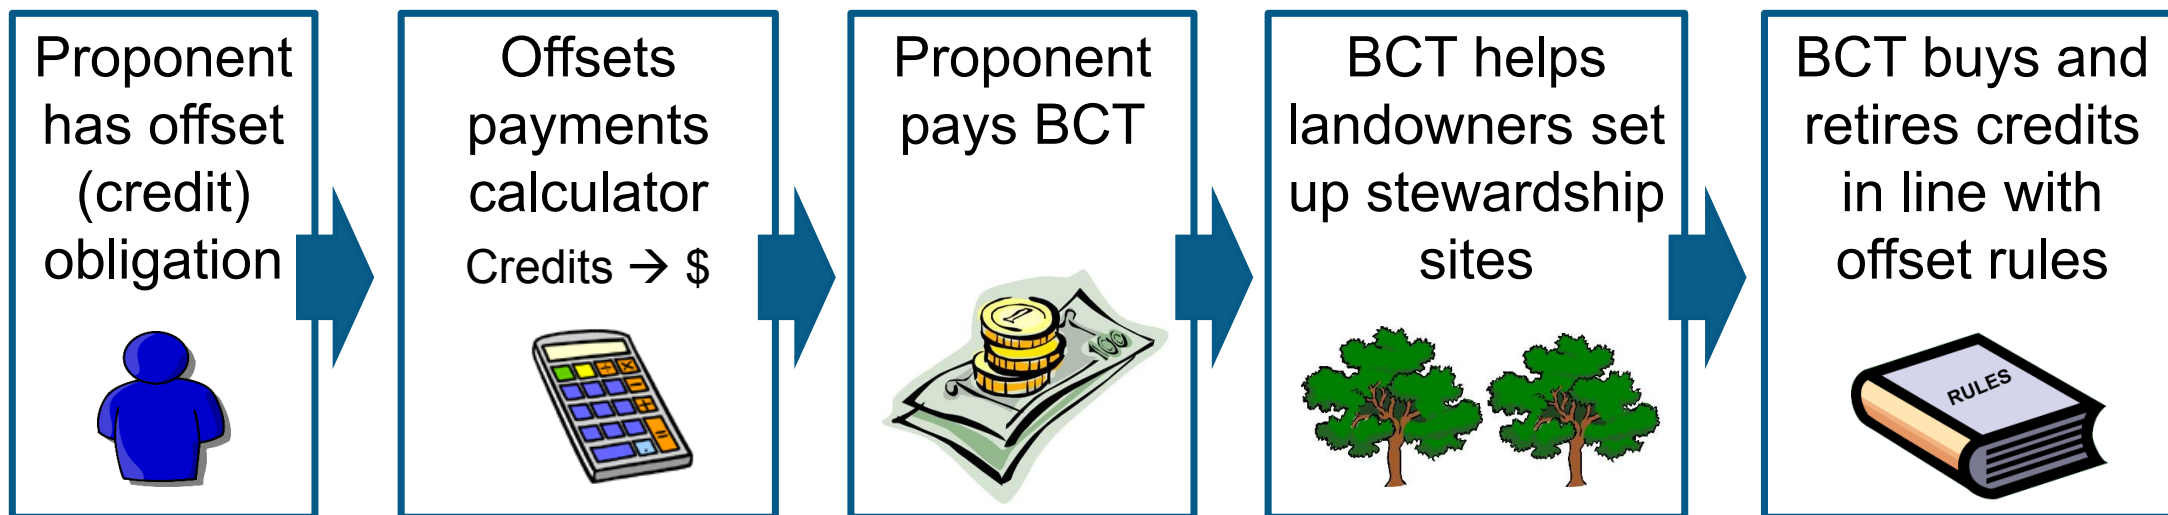 Proponent
has offset
(credit)
obligation
Offsets
payments
calculator
Credits → $
Proponent
pays BCT
100
BCT helps
landowners set
up stewardship
sites
BCT buys and
retires credits
in line with
offset rules
RULES